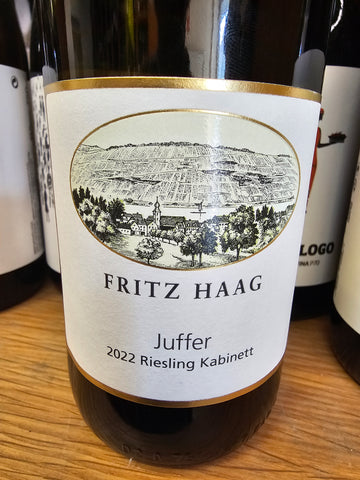 FRITZ HAAG
Juffer
2022 Riesling Kabinett
LOGO